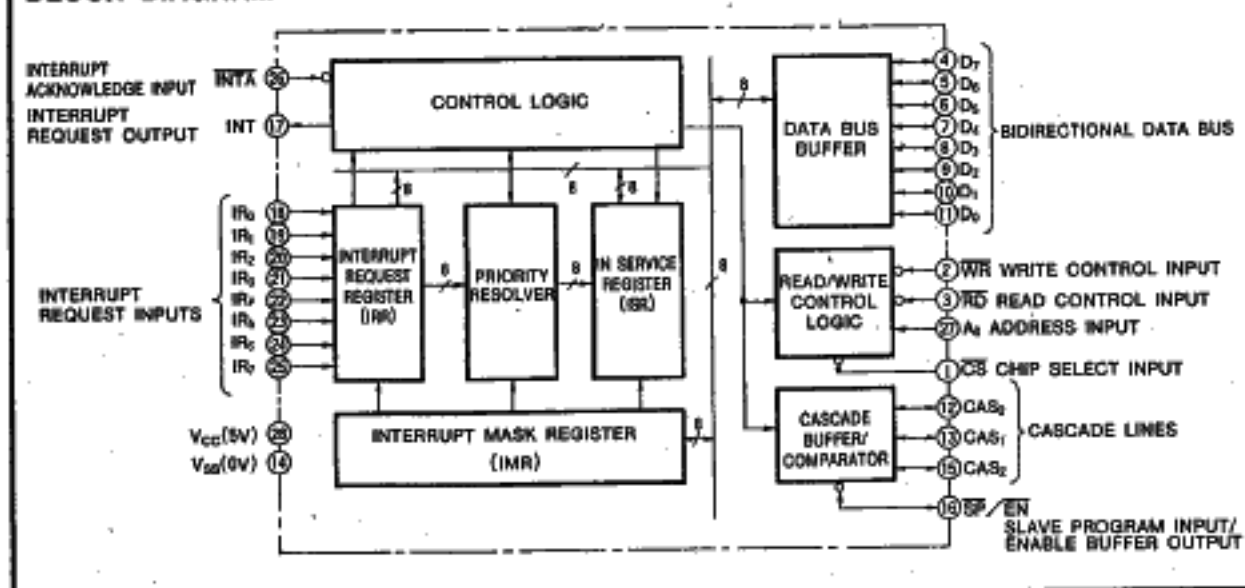 INTERRUPT
ACKNOWLEDGE INPUT
INTA 26
INTERRUPT
REQUEST OUTPUT
INT 17
CONTROL LOGIC
8
8
8
8
INTERRUPT
REQUEST INPUTS
IR0 18
IR1 19
IR2 20
IR3 21
IR4 22
IR5 23
IR6 24
IR7 25
INTERRUPT
REQUEST
REGISTER
(IRR)
8
PRIORITY
RESOLVER
8
IN SERVICE
REGISTER
(ISR)
8
VCC(5V) 28
VSS(0V) 14
INTERRUPT MASK REGISTER
(IMR)
8
DATA BUS
BUFFER
4 D7
5 D6
6 D5
7 D4
8 D3
9 D2
10 D1
11 D0
BIDIRECTIONAL DATA BUS
READ/WRITE
CONTROL
LOGIC
2 WR WRITE CONTROL INPUT
3 RD READ CONTROL INPUT
27 A0 ADDRESS INPUT
1 CS CHIP SELECT INPUT
CASCADE
BUFFER/
COMPARATOR
12 CAS0
13 CAS1
15 CAS2
CASCADE LINES
16 SP/EN
SLAVE PROGRAM INPUT/
ENABLE BUFFER OUTPUT